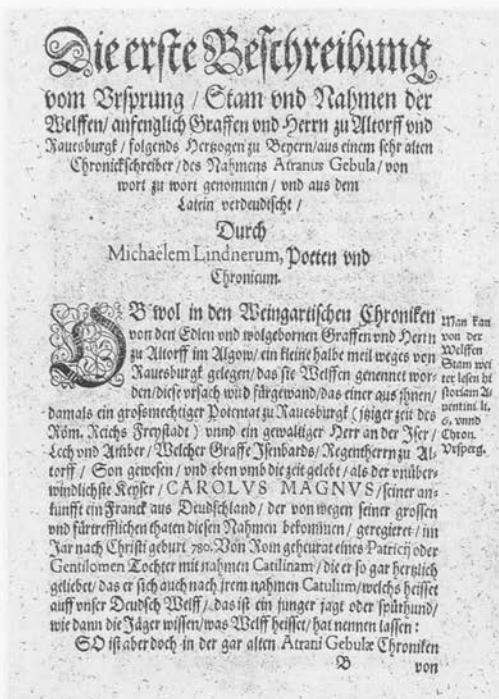 Die erste Beschreibung
vom Vrsprung / Stam vnd Nahmen der
Welffen / anfenglich Graffen vnd Herrn zu Altorff vnd
Rauesburgk / folgends Hertzogen zu Beyern / aus einem sehr alten
Chronickschreiber / des Nahmens Atranus Gebula / von
wort zu wort genommen / vnd aus dem
Latein verdeudtscht /
Durch
Michaëlem Lindnerum, Poeten vnd
Chronicum.
OB wol in den Weingartischen Chroniken
von den Edlen vnd wolgebornen Graffen vnd Herrn
zu Altorff im Algow / ein kleine halbe meil weges von
Rauesburgk gelegen / das sie Welffen genennet wor-
den / diese vrsach wird fürgewand / das einer aus ihnen /
damals ein grossmechtiger Potentat zu Rauesburgk ( jtziger zeit des
Röm. Reichs Freystadt ) vnnd ein gewaltiger Herr an der Iser /
Lech vnd Amber / Welcher Graffe Isenbards / Regentherrn zu Al-
torff / Son gewesen / vnd eben vmb die zeit gelebt / als der vnüber-
windlichste Keyser / CAROLVS MAGNVS / seiner an-
kunfft ein Franck aus Deudschland / der von wegen seiner grossen
vnd fürtrefflichen thaten diesen Nahmen bekommen / geregieret / im
Jar nach Christi geburt 780. Von Rom geheurat eines Patricij oder
Gentilomen Tochter mit nahmen Catilinam / die er so gar hertzlich
geliebet / das er sich auch nach jrem nahmen Catulum / welchs heisset
auff vnser Deudsch Welff / das ist ein junger jagt oder spürhund /
wie dann die Jäger wissen / was Welff heisset / hat nennen lassen :
SO ist aber doch in der gar alten Atrani Gebulæ Chroniken
B von
Man kan
von der
Welffen
Stam wei
ter lesen hi
storiam A-
uentini li.
6. vnnd
Chron.
Vrsperg.